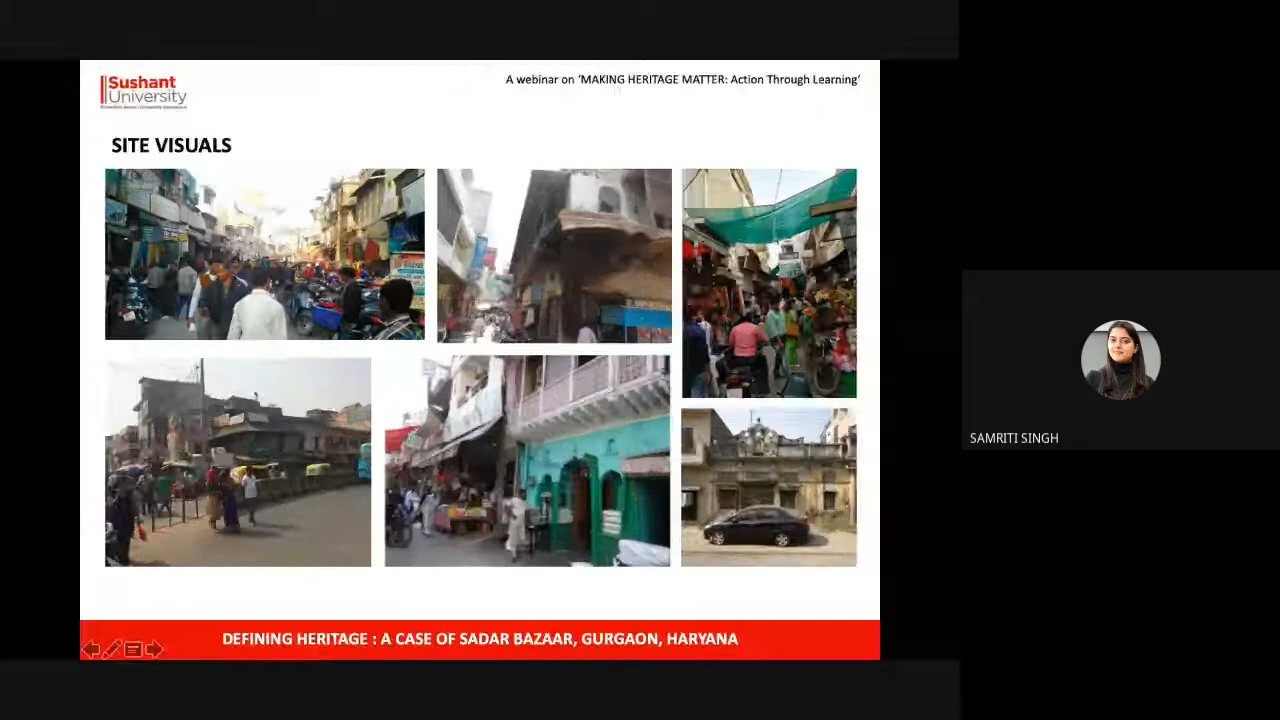 Sushant
University
A webinar on ‘MAKING HERITAGE MATTER: Action Through Learning’
SITE VISUALS
DEFINING HERITAGE : A CASE OF SADAR BAZAAR, GURGAON, HARYANA
SAMRITI SINGH